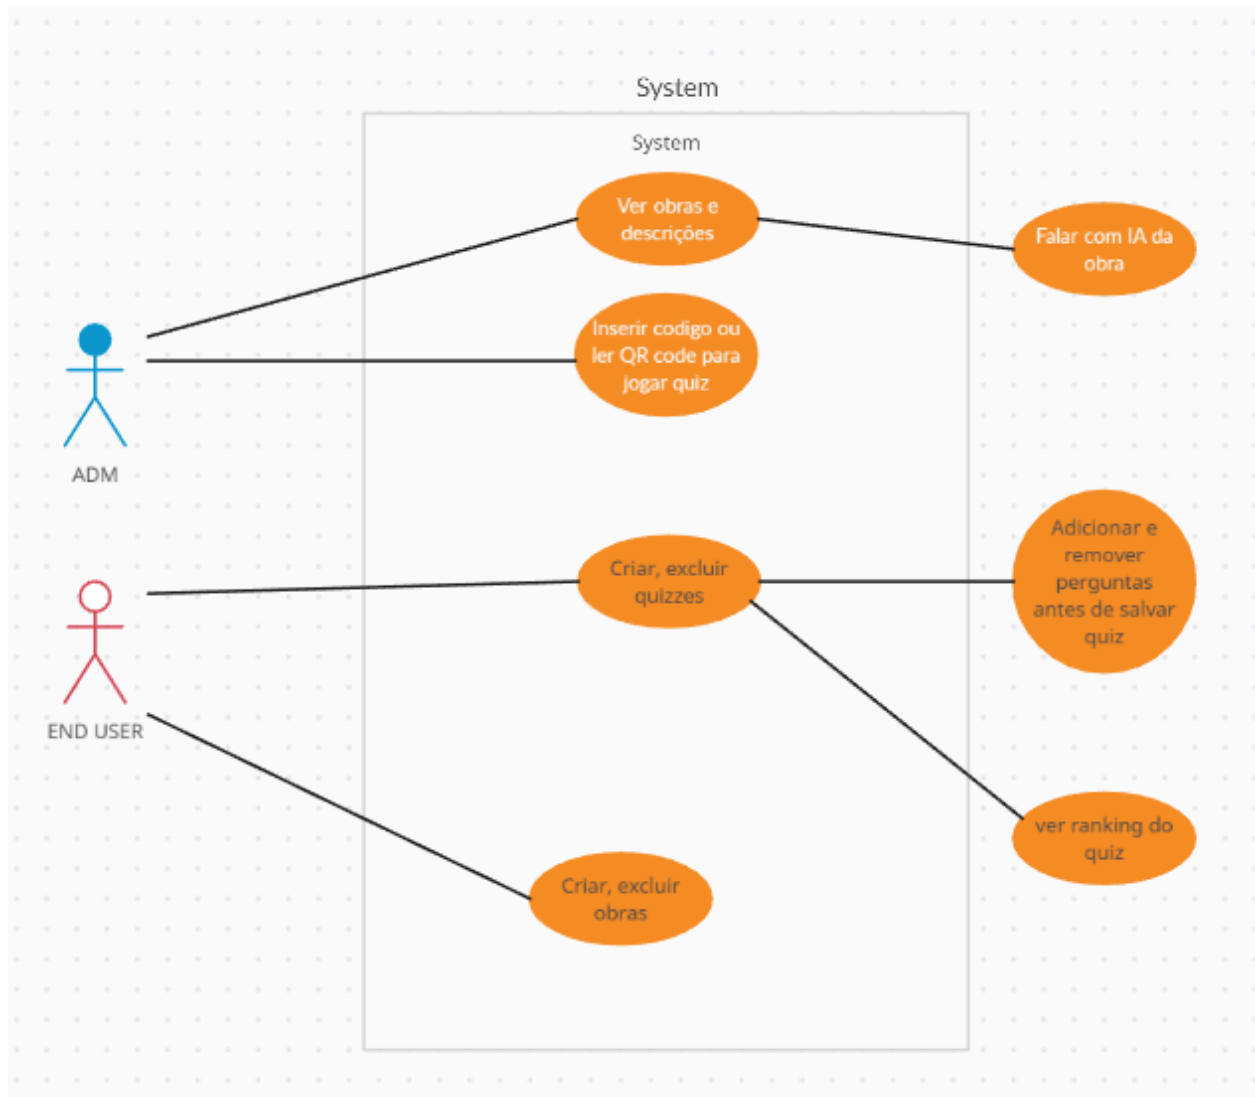 System
System
Ver obras e
descrições
Falar com IA da
obra
Inserir codigo ou
ler QR code para
jogar quiz
ADM
Criar, excluir
quizzes
Adicionar e
remover
perguntas
antes de salvar
quiz
END USER
ver ranking do
quiz
Criar, excluir
obras